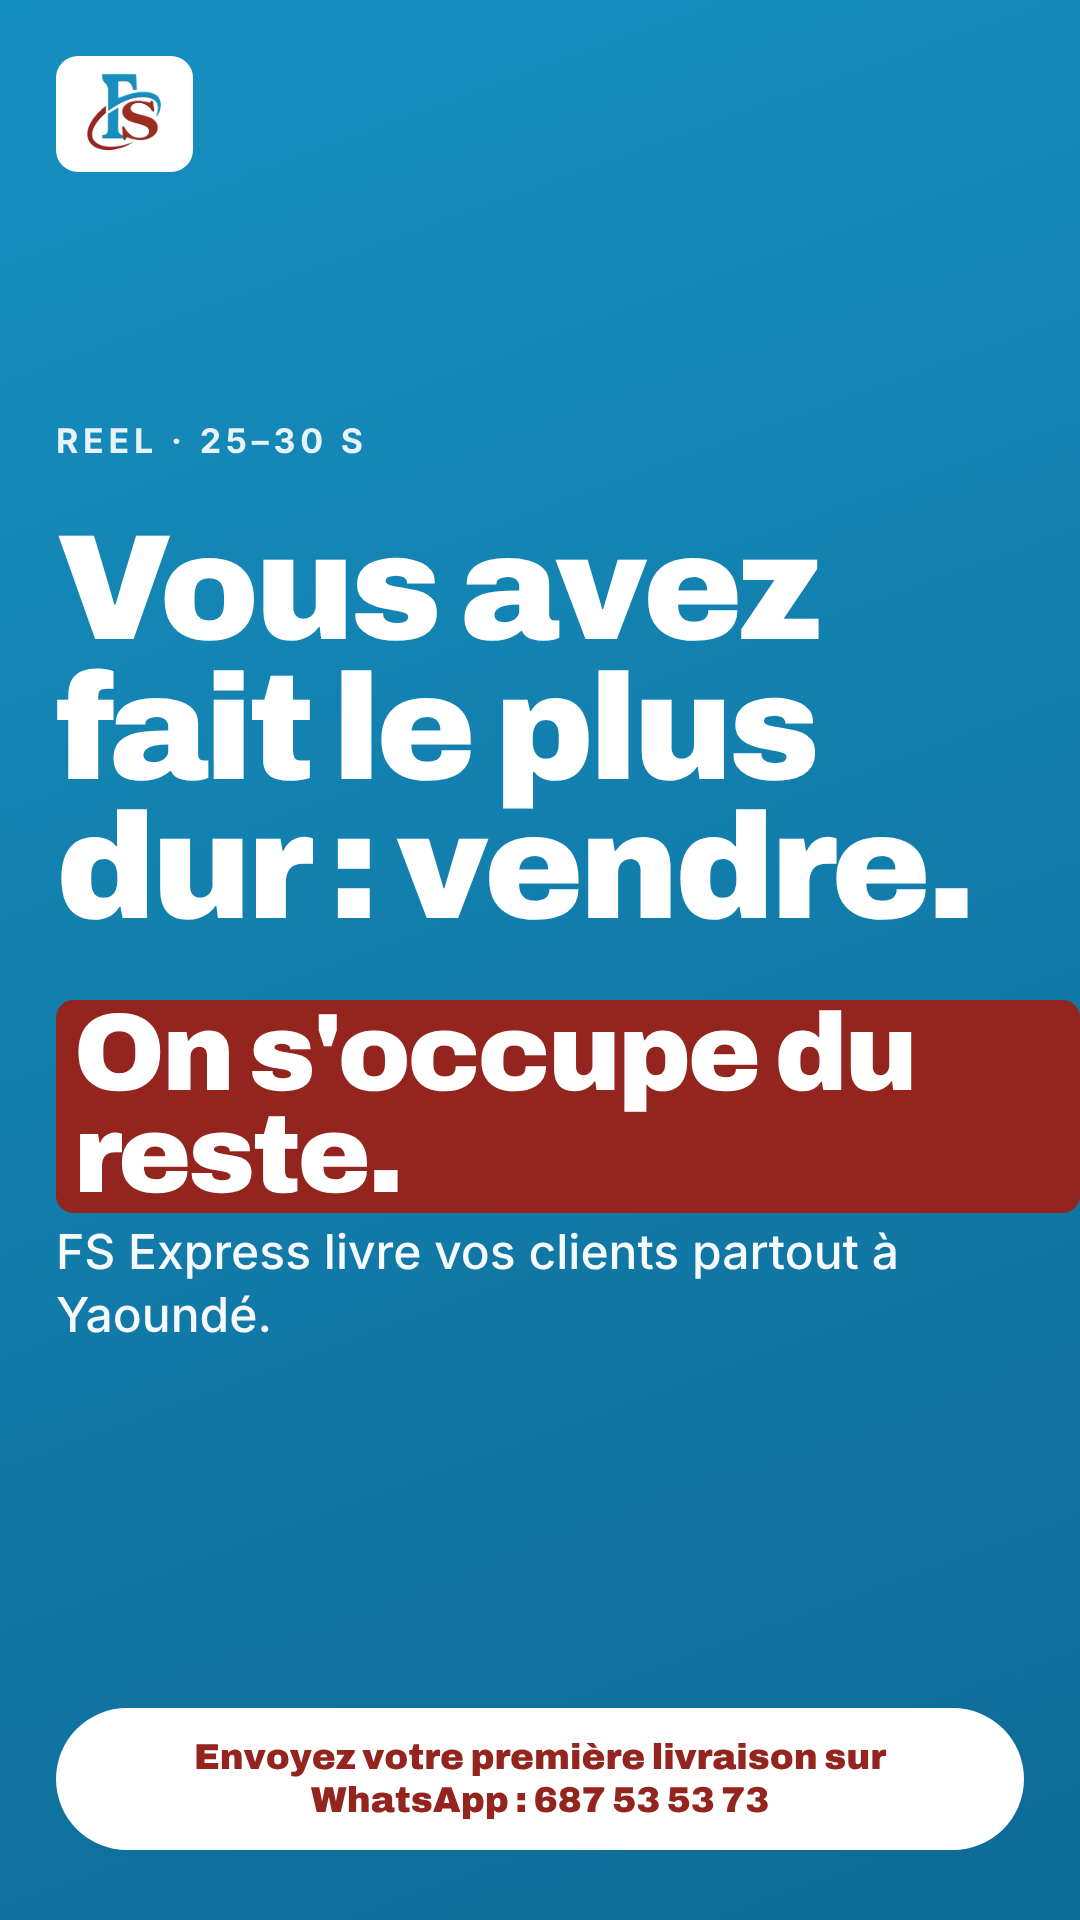 FS
REEL · 25–30 S
Vous avez
fait le plus
dur : vendre.
On s'occupe du
reste.
FS Express livre vos clients partout à
Yaoundé.
Envoyez votre première livraison sur
WhatsApp : 687 53 53 73